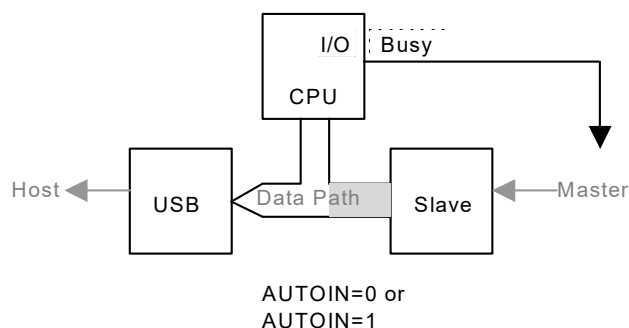 I/O Busy
CPU
Host
USB
Data Path
Slave
Master
AUTOIN=0 or
AUTOIN=1